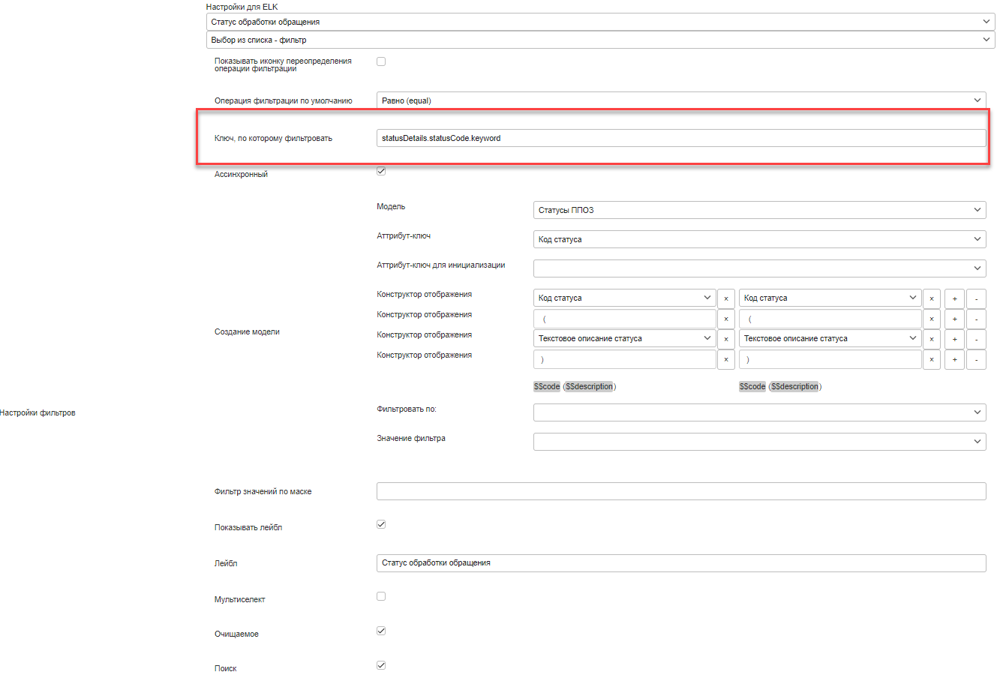 Настройки для ELK
Статус обработки обращения
Выбор из списка - фильтр
Показывать иконку переопределения
операции фильтрации
Операция фильтрации по умолчанию
Равно (equal)
Ключ, по которому фильтровать
statusDetails.statusCode.keyword
Ассинхронный
Модель
Статусы ППОЗ
Аттрибут-ключ
Код статуса
Аттрибут-ключ для инициализации
Конструктор отображения
Код статуса × Код статуса × + -
Конструктор отображения
( × ( × + -
Создание модели
Конструктор отображения
Текстовое описание статуса × Текстовое описание статуса × + -
Конструктор отображения
) × ) × + -
$$code ($$description) $$code ($$description)
Настройки фильтров
Фильтровать по:
Значение фильтра
Фильтр значений по маске
Показывать лейбл
Лейбл
Статус обработки обращения
Мультиселект
Очищаемое
Поиск